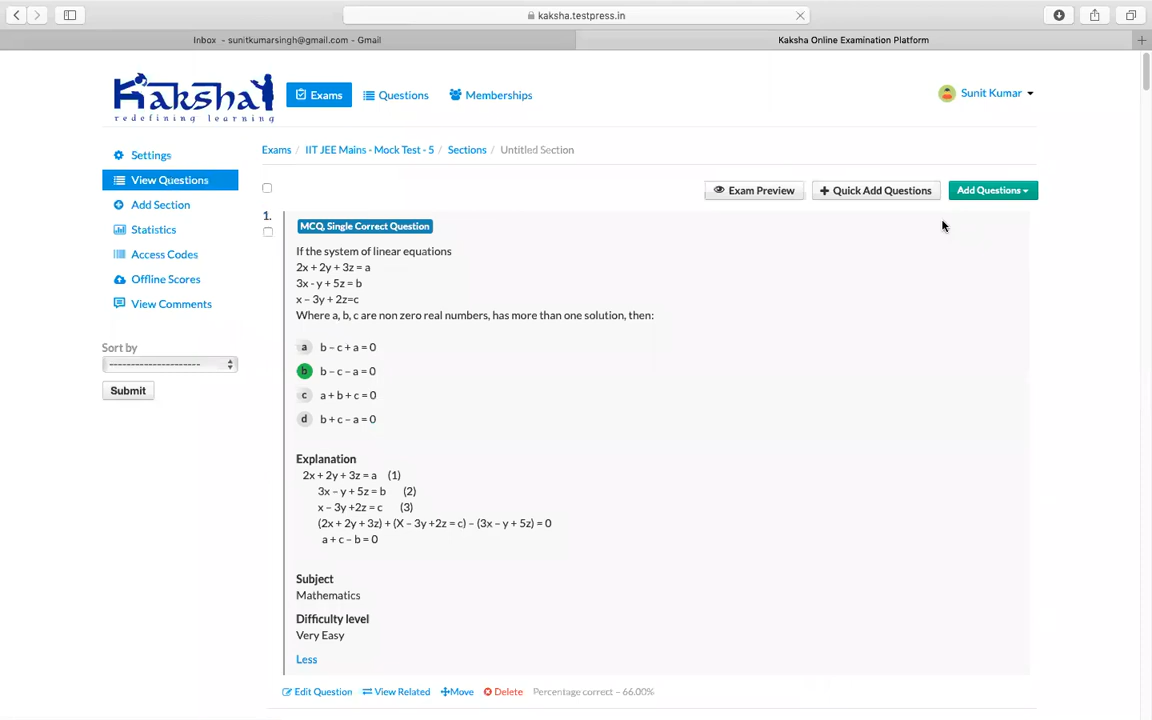 kaksha.testpress.in
Inbox - sunitkumarsingh@gmail.com - Gmail
Kaksha Online Examination Platform
Kaksha
redefining learning
Exams
Questions
Memberships
Sunit Kumar
Settings
View Questions
Add Section
Statistics
Access Codes
Offline Scores
View Comments
Sort by
---------------------
Submit
Exams / IIT JEE Mains - Mock Test - 5 / Sections / Untitled Section
Exam Preview
Quick Add Questions
Add Questions
1.
MCQ, Single Correct Question
If the system of linear equations
2x + 2y + 3z = a
3x - y + 5z = b
x – 3y + 2z=c
Where a, b, c are non zero real numbers, has more than one solution, then:
a b – c + a = 0
b b – c – a = 0
c a + b + c = 0
d b + c – a = 0
Explanation
2x + 2y + 3z = a (1)
3x – y + 5z = b (2)
x – 3y +2z = c (3)
(2x + 2y + 3z) + (X – 3y +2z = c) – (3x – y + 5z) = 0
a + c – b = 0
Subject
Mathematics
Difficulty level
Very Easy
Less
Edit Question View Related Move Delete Percentage correct – 66.00%